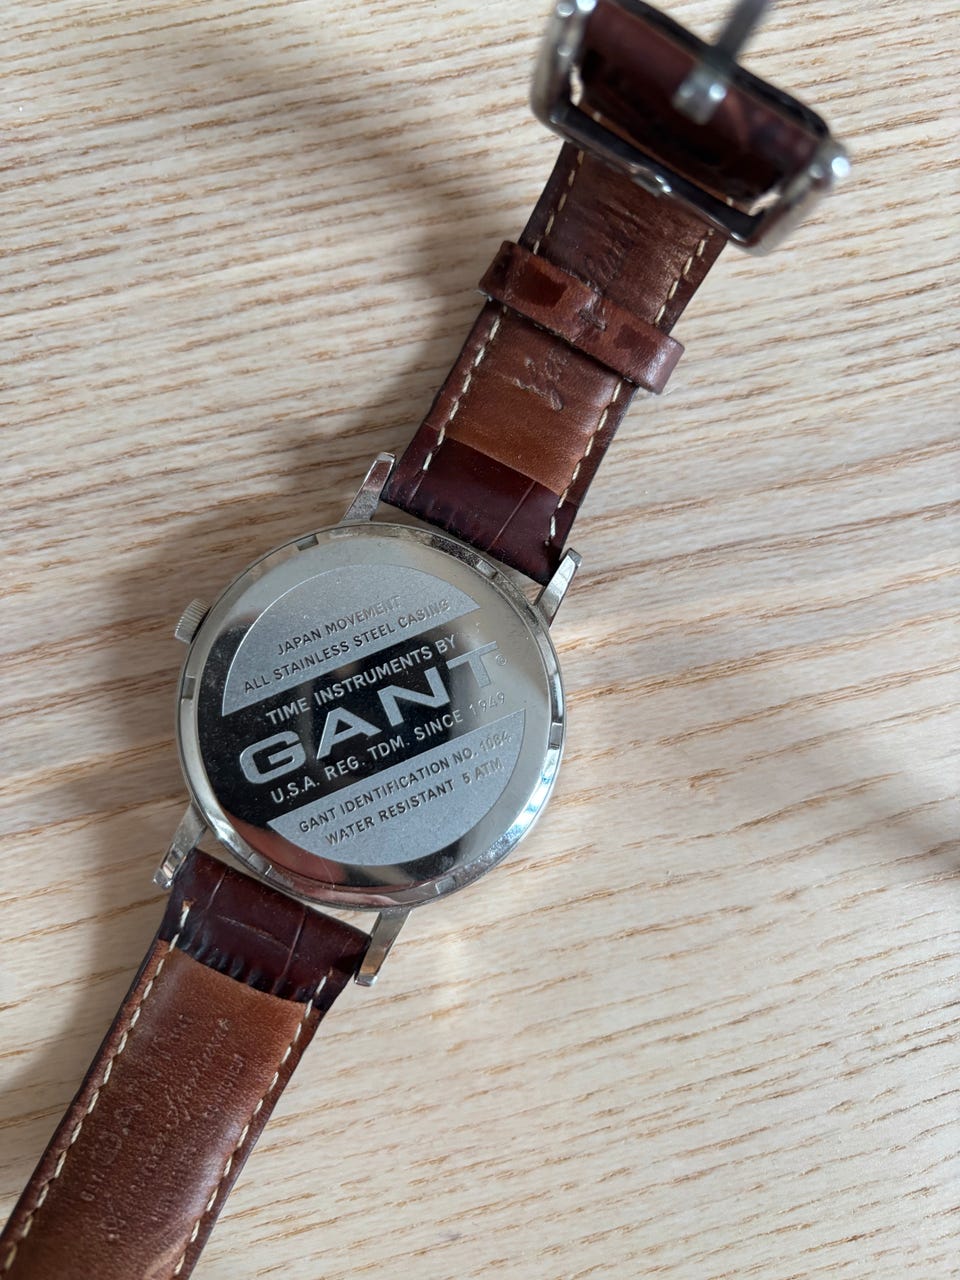 JAPAN MOVEMENT
ALL STAINLESS STEEL CASING
TIME INSTRUMENTS BY
GANT®
U.S.A. REG. TDM. SINCE 1949
GANT IDENTIFICATION NO. 1064
WATER RESISTANT 5 ATM